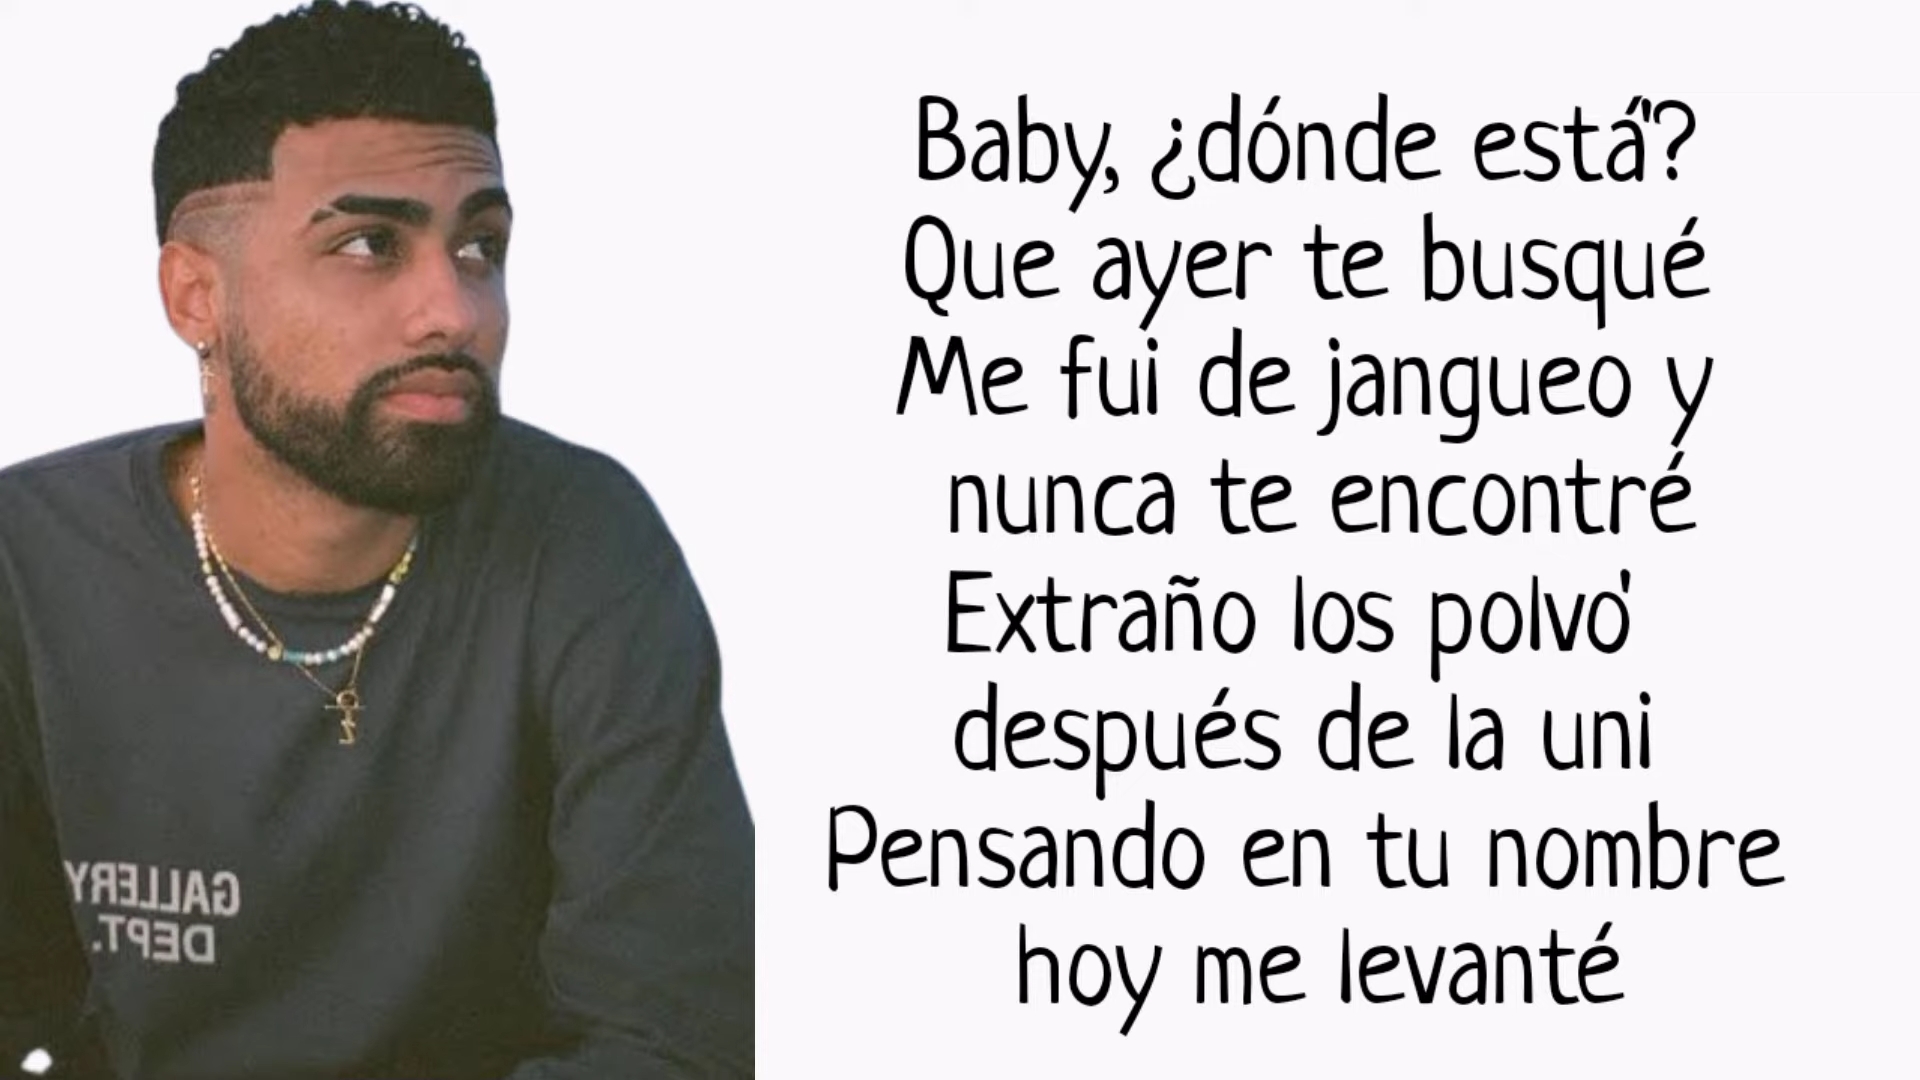 Baby, ¿dónde está'?
Que ayer te busqué
Me fui de jangueo y
nunca te encontré
Extraño los polvo'
después de la uni
Pensando en tu nombre
hoy me levanté
GALLERY
DEPT.